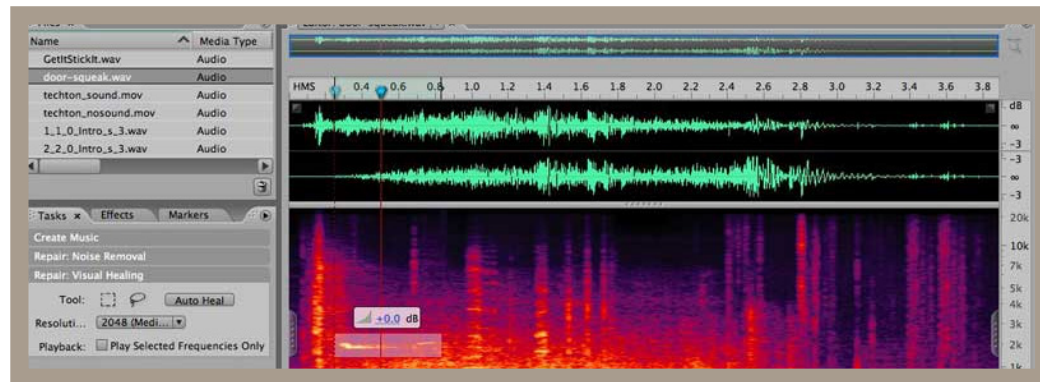 Name Media Type
GetItStickIt.wav Audio
door-squeak.wav Audio
techton_sound.mov Audio
techton_nosound.mov Audio
1_1_0_Intro_s_3.wav Audio
2_2_0_Intro_s_3.wav Audio
Tasks x Effects Markers
Create Music
Repair: Noise Removal
Repair: Visual Healing
Tool: Auto Heal
Resoluti... 2048 (Medi...
Playback: Play Selected Frequencies Only
HMS 0.4 0.6 0.8 1.0 1.2 1.4 1.6 1.8 2.0 2.2 2.4 2.6 2.8 3.0 3.2 3.4 3.6 3.8
dB
∞
-3
-3
∞
-3
20k
10k
7k
5k
4k
3k
2k
1k
+0.0 dB